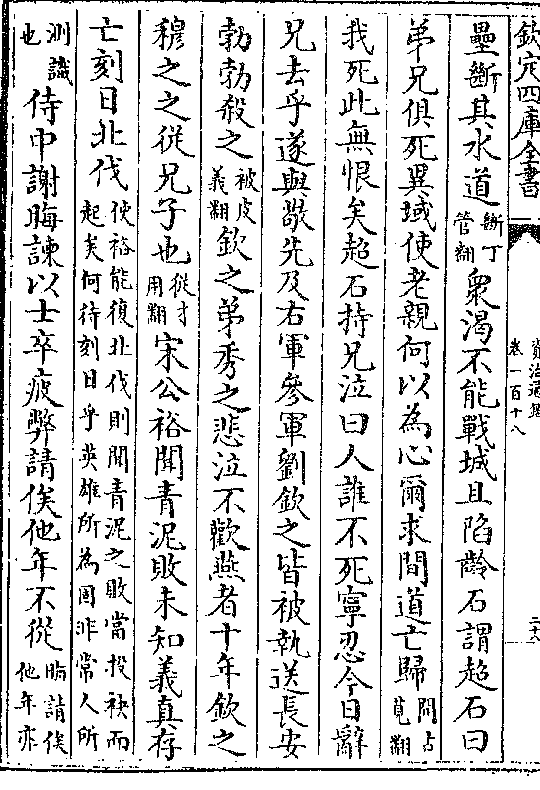 欽定四庫全書
資治通鑑
卷一百十八
二十六
壘斷其水道斷丁管翻衆渴不能戰城且陷齡石謂超石曰
弟兄俱死異域使老親何以為心爾求間道亡歸間古莧翻
我死此無恨矣超石持兄泣曰人誰不死寧忍今日辭
兄去乎遂與敬先及右軍參軍劉欽之皆被執送長安
勃勃殺之被皮義翻欽之弟秀之悲泣不歡燕者十年欽之
穆之之從兄子也從才用翻宋公裕聞青泥敗未知義真存
亡刻日北伐使裕能復北伐則聞青泥之敗當投袂而起矣何待刻日乎英雄所為固非常人所
測識也侍中謝晦諫以士卒疲弊請俟他年不從晦請俟他年亦